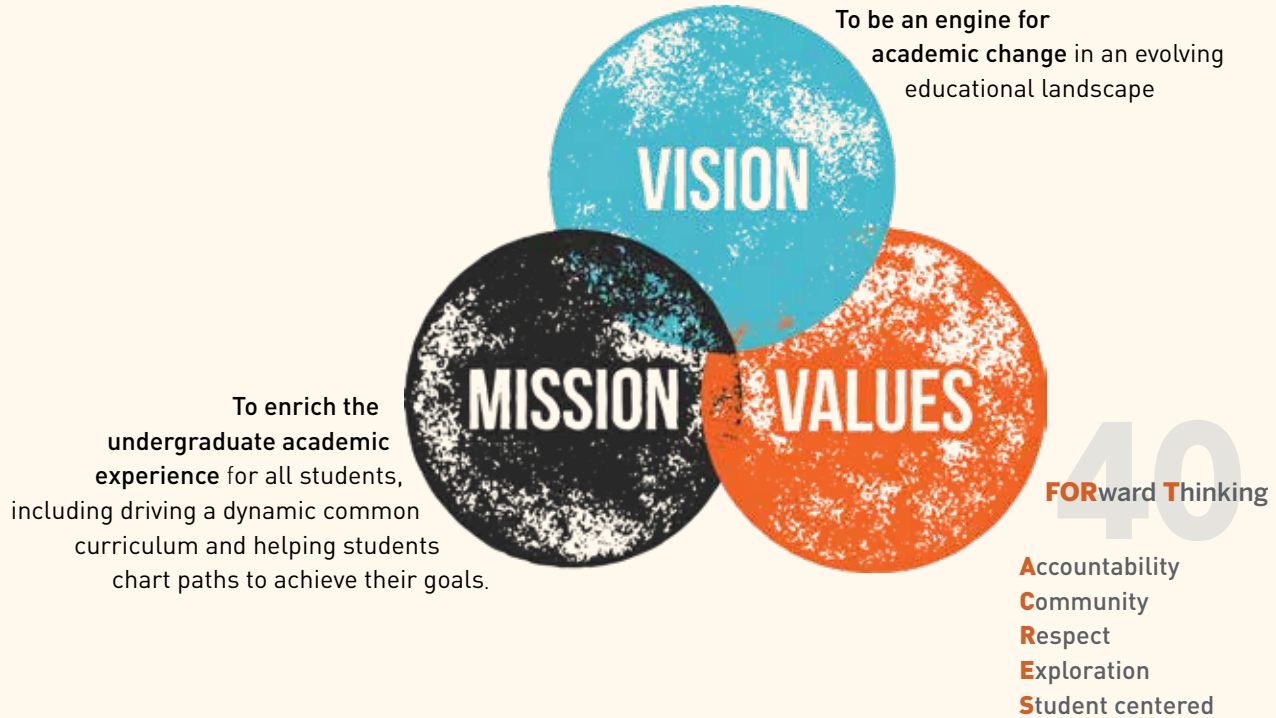 To be an engine for
academic change in an evolving
educational landscape
VISION
MISSION
VALUES
To enrich the
undergraduate academic
experience for all students,
including driving a dynamic common
curriculum and helping students
chart paths to achieve their goals.
40
FORward Thinking
Accountability
Community
Respect
Exploration
Student centered